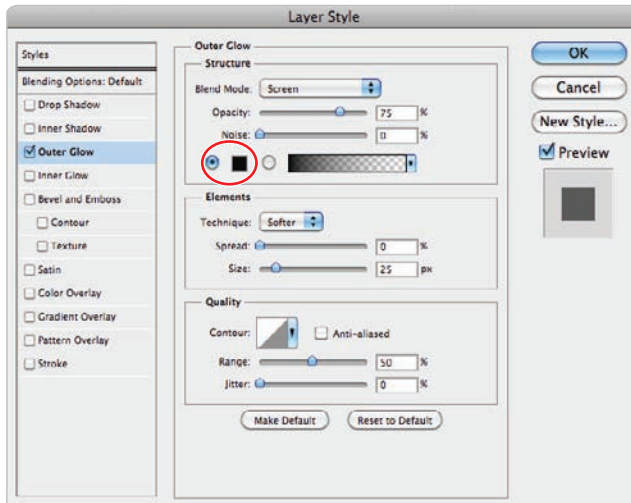 Layer Style
Styles
Blending Options: Default
Drop Shadow
Inner Shadow
Outer Glow
Inner Glow
Bevel and Emboss
Contour
Texture
Satin
Color Overlay
Gradient Overlay
Pattern Overlay
Stroke
Outer Glow
Structure
Blend Mode: Screen
Opacity: 75 %
Noise: 0 %
Elements
Technique: Softer
Spread: 0 %
Size: 25 px
Quality
Contour: Anti-aliased
Range: 50 %
Jitter: 0 %
Make Default Reset to Default
OK
Cancel
New Style...
Preview